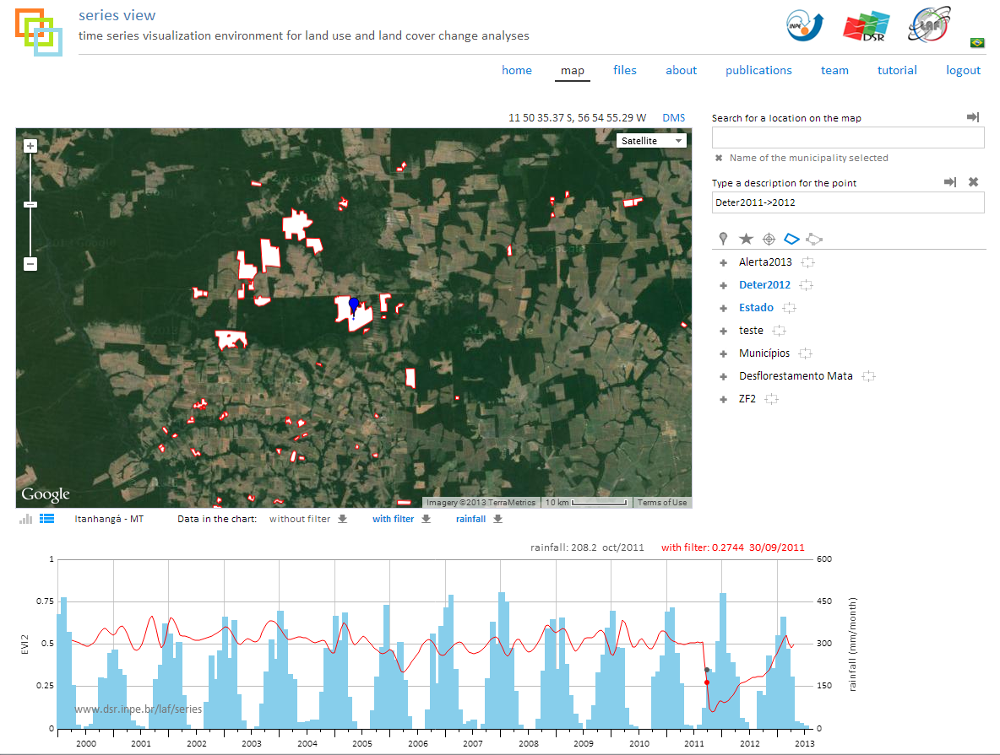 series view
time series visualization environment for land use and land cover change analyses
INPE
DSR
LAF
home map files about publications team tutorial logout
11 50 35.37 S, 56 54 55.29 W DMS
Search for a location on the map
Satellite
Name of the municipality selected
Type a description for the point
Deter2011->2012
Alerta2013
Deter2012
Estado
teste
Municípios
Desflorestamento Mata
ZF2
Google
Imagery ©2013 TerraMetrics 10 km Terms of Use
Itanhangá - MT Data in the chart: without filter with filter rainfall
rainfall: 208.2 oct/2011 with filter: 0.2744 30/09/2011
1 600
0.75 450
0.5 300
0.25 150
0 0
EVI2
rainfall (mm/month)
www.dsr.inpe.br/laf/series
2000 2001 2002 2003 2004 2005 2006 2007 2008 2009 2010 2011 2012 2013